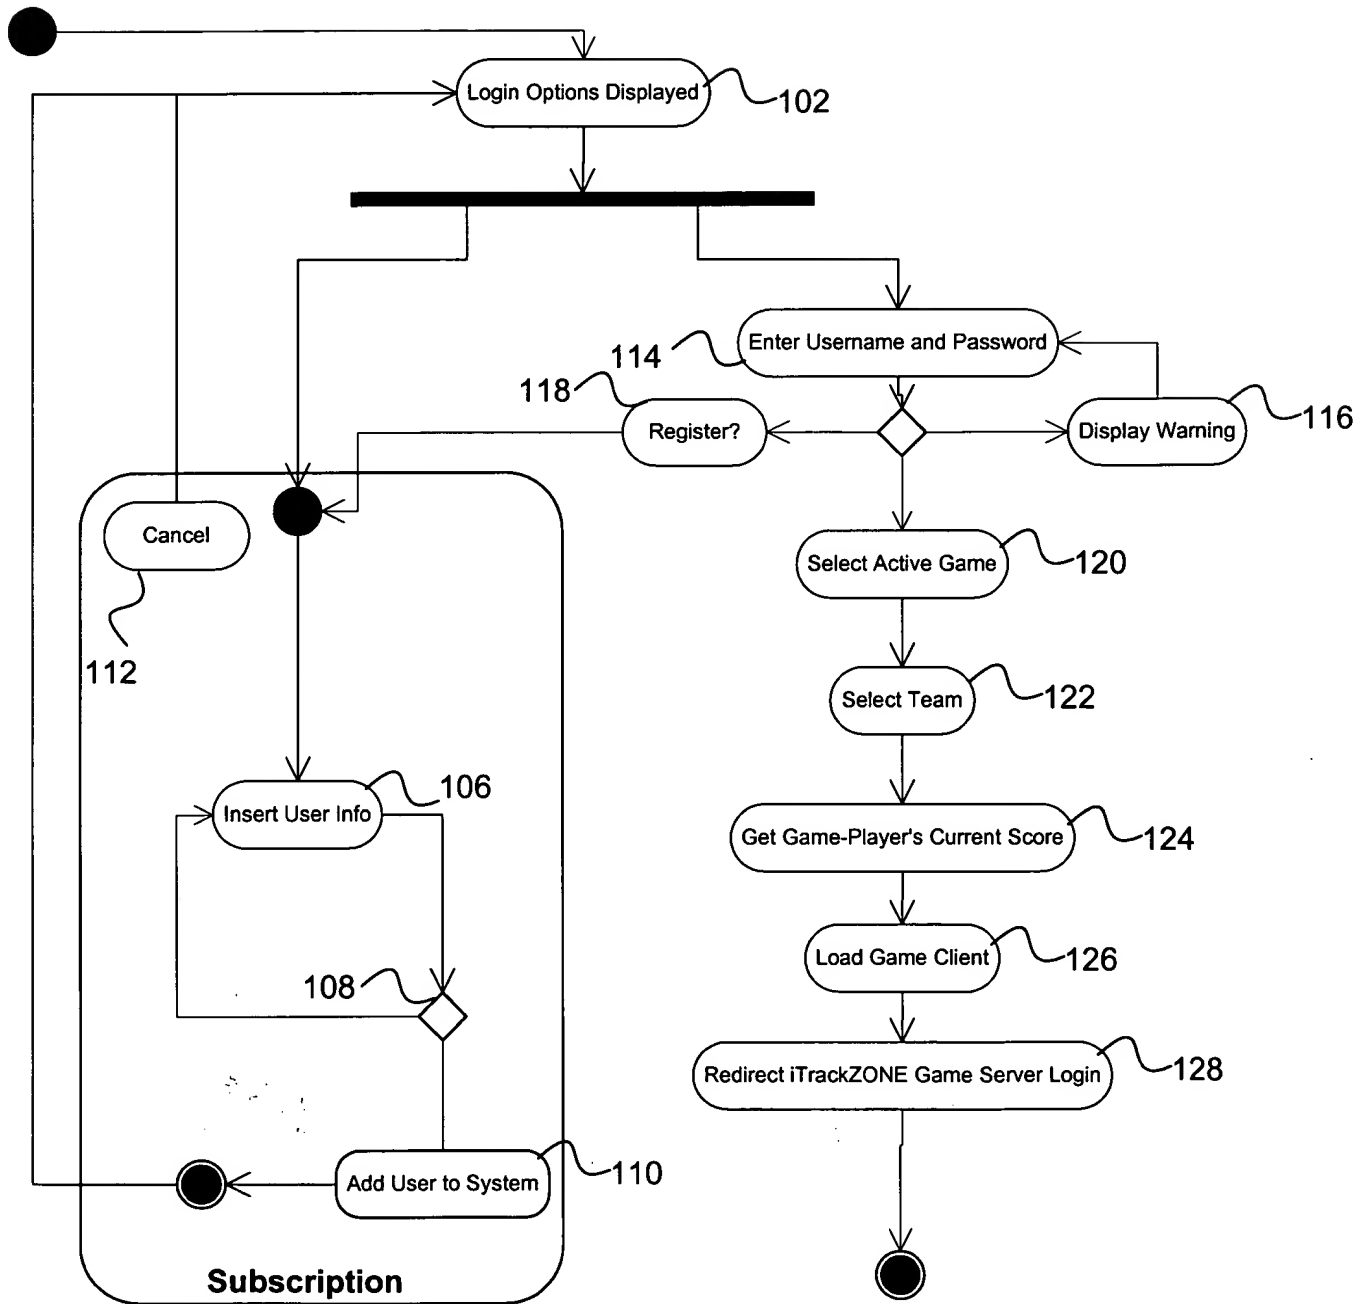 Login Options Displayed
102
Enter Username and Password
114
118
Register?
Display Warning
116
Cancel
112
Select Active Game
120
Select Team
122
Insert User Info
106
Get Game-Player's Current Score
124
Load Game Client
126
108
Redirect iTrackZONE Game Server Login
128
Add User to System
110
Subscription